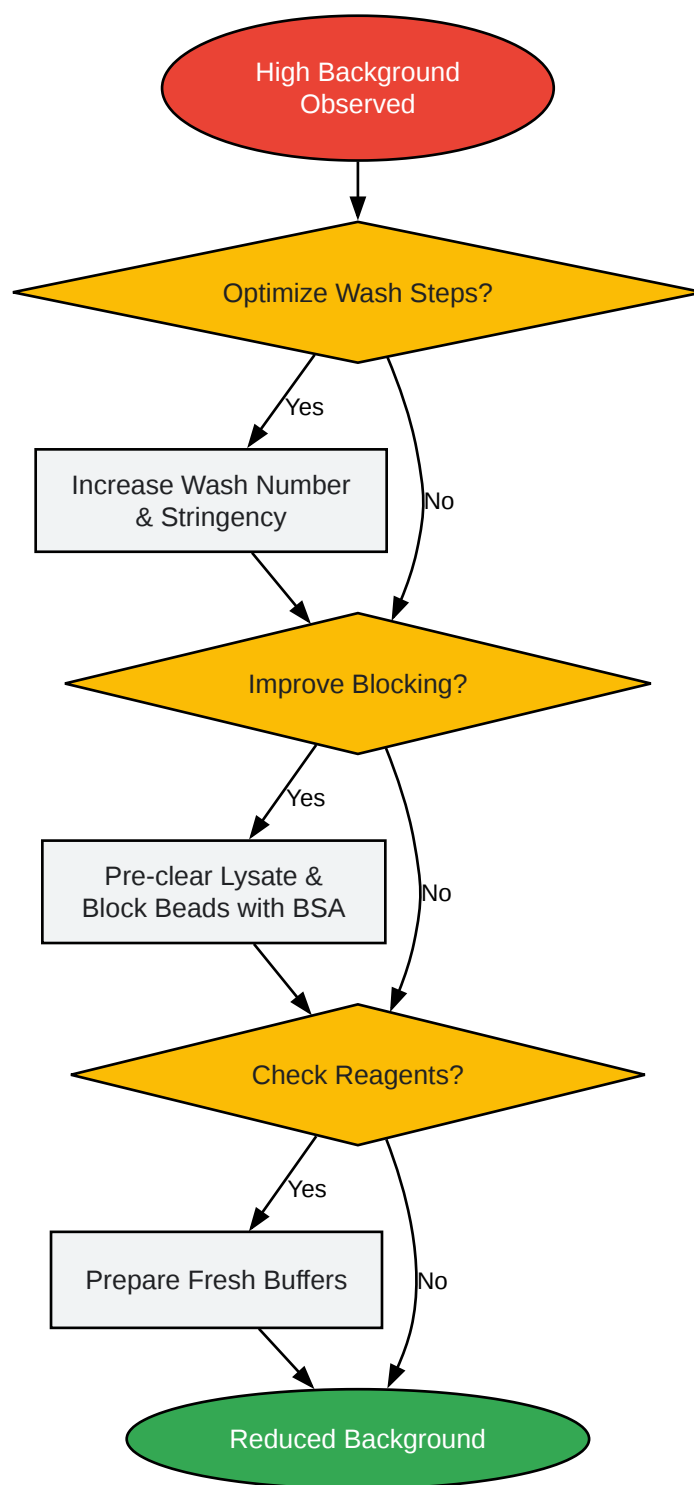 High Background
Observed
Optimize Wash Steps?
Yes
Increase Wash Number
& Stringency
No
Improve Blocking?
Yes
Pre-clear Lysate &
Block Beads with BSA
No
Check Reagents?
Yes
Prepare Fresh Buffers
No
Reduced Background